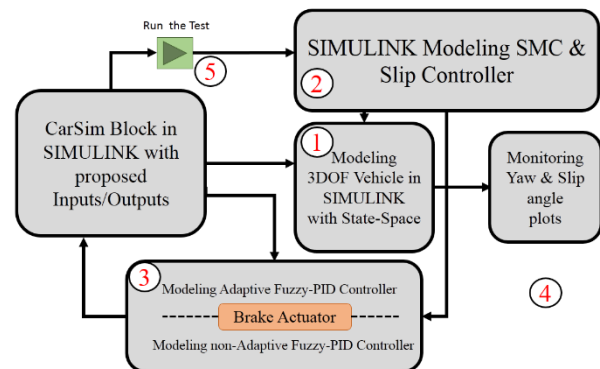 Run the Test
5
SIMULINK Modeling SMC &
Slip Controller
2
CarSim Block in
SIMULINK with
proposed
Inputs/Outputs
1
Modeling
3DOF Vehicle in
SIMULINK
with State-Space
Monitoring
Yaw & Slip
angle
plots
4
3
Modeling Adaptive Fuzzy-PID Controller
Brake Actuator
Modeling non-Adaptive Fuzzy-PID Controller